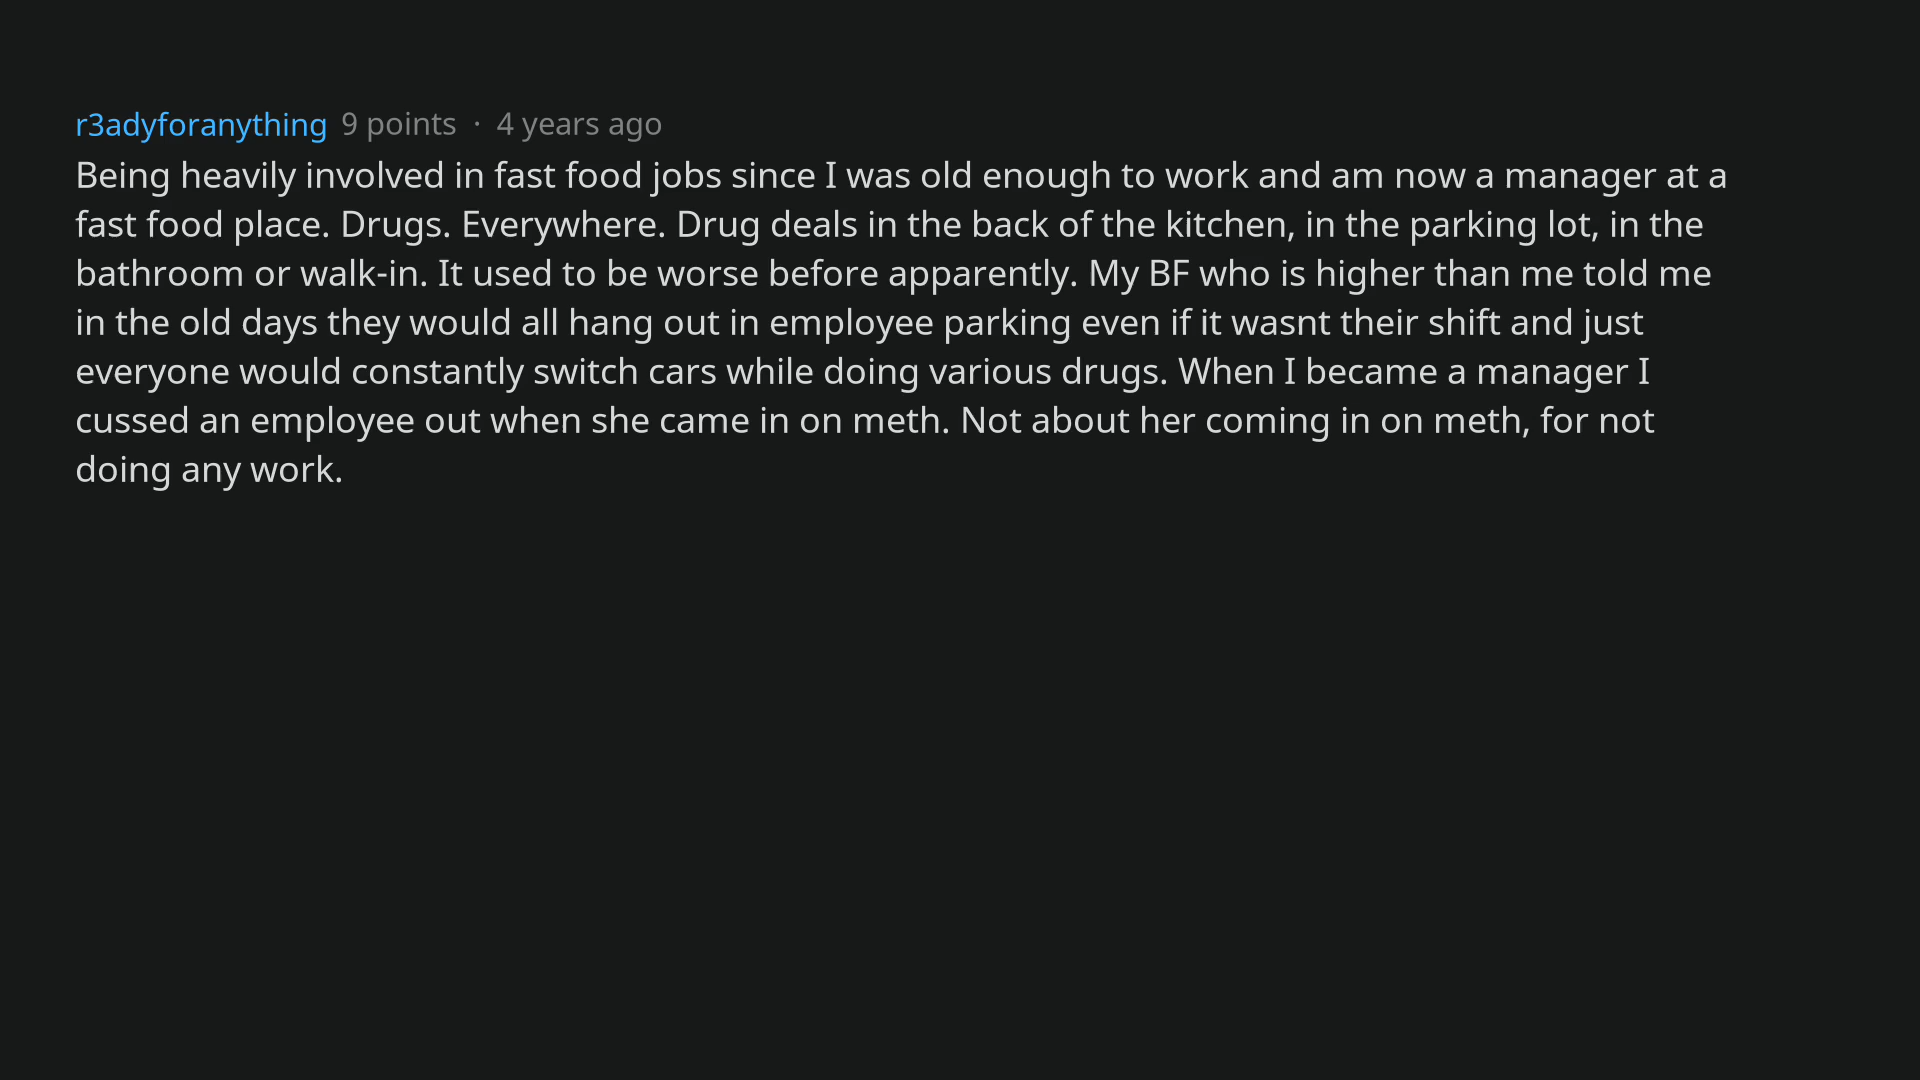 r3adyforanything 9 points · 4 years ago
Being heavily involved in fast food jobs since I was old enough to work and am now a manager at a
fast food place. Drugs. Everywhere. Drug deals in the back of the kitchen, in the parking lot, in the
bathroom or walk-in. It used to be worse before apparently. My BF who is higher than me told me
in the old days they would all hang out in employee parking even if it wasnt their shift and just
everyone would constantly switch cars while doing various drugs. When I became a manager I
cussed an employee out when she came in on meth. Not about her coming in on meth, for not
doing any work.